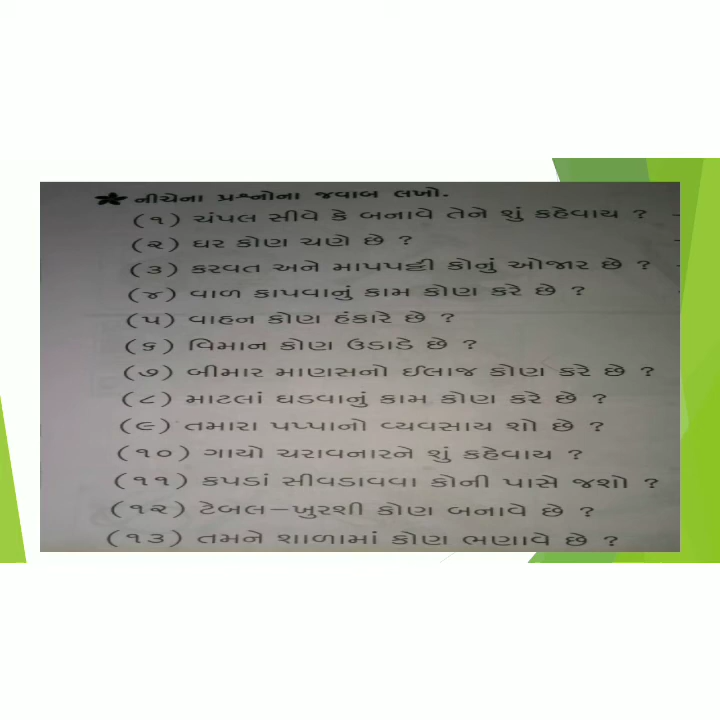 ★ નીચેના પ્રશ્નોના જવાબ લખો.
(૧) ચંપલ સીવે કે બનાવે તેને શું કહેવાય ?
(૨) ઘર કોણ ચણે છે ?
(૩) કરવત અને માપપટ્ટી કોનું ઓજાર છે ?
(૪) વાળ કાપવાનું કામ કોણ કરે છે ?
(૫) વાહન કોણ હંકારે છે ?
(૬) વિમાન કોણ ઉડાડે છે ?
(૭) બીમાર માણસનો ઈલાજ કોણ કરે છે ?
(૮) માટલાં ઘડવાનું કામ કોણ કરે છે ?
(૯) તમારા પપ્પાનો વ્યવસાય શો છે ?
(૧૦) ગાયો ચરાવનારને શું કહેવાય ?
(૧૧) કપડાં સીવડાવવા કોની પાસે જશો ?
(૧૨) ટેબલ–ખુરશી કોણ બનાવે છે ?
(૧૩) તમને શાળામાં કોણ ભણાવે છે ?